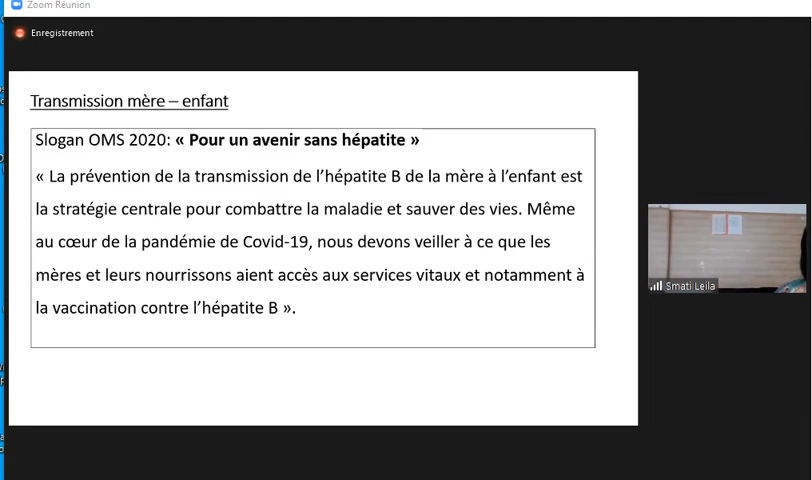 Zoom Réunion
Enregistrement
Transmission mère – enfant
Slogan OMS 2020: « Pour un avenir sans hépatite »
« La prévention de la transmission de l’hépatite B de la mère à l’enfant est
la stratégie centrale pour combattre la maladie et sauver des vies. Même
au cœur de la pandémie de Covid-19, nous devons veiller à ce que les
mères et leurs nourrissons aient accès aux services vitaux et notamment à
la vaccination contre l’hépatite B ».
Smati Leila